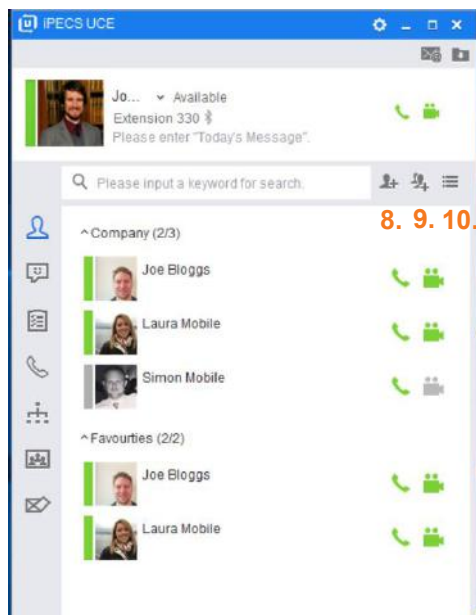 iPECS UCE
Jo... Available
Extension 330
Please enter "Today's Message".
Please input a keyword for search.
8. 9. 10.
Company (2/3)
Joe Bloggs
Laura Mobile
Simon Mobile
Favourties (2/2)
Joe Bloggs
Laura Mobile